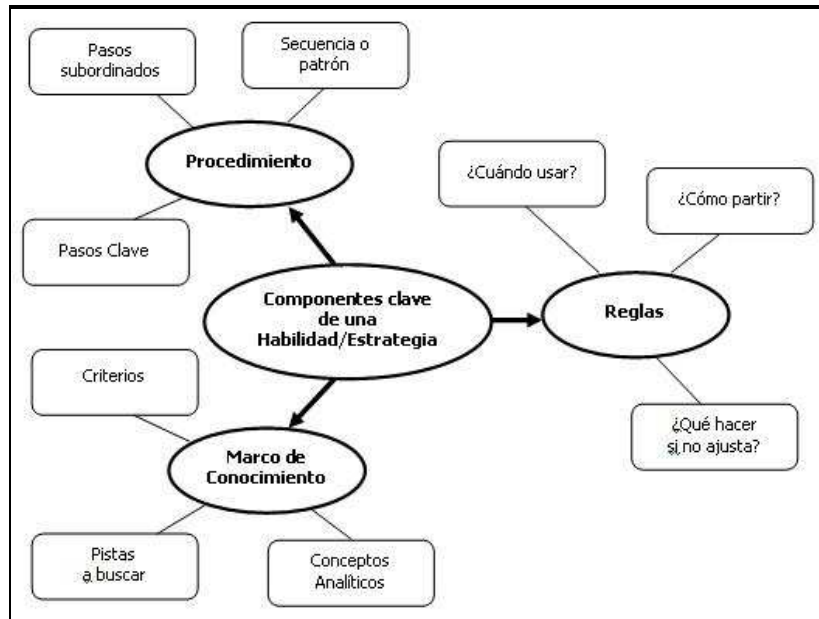 Pasos
subordinados
Secuencia o
patrón
Procedimiento
Pasos Clave
¿Cuándo usar?
¿Cómo partir?
Reglas
¿Qué hacer
si no ajusta?
Componentes clave
de una
Habilidad/Estrategia
Criterios
Marco de
Conocimiento
Pistas
a buscar
Conceptos
Analíticos